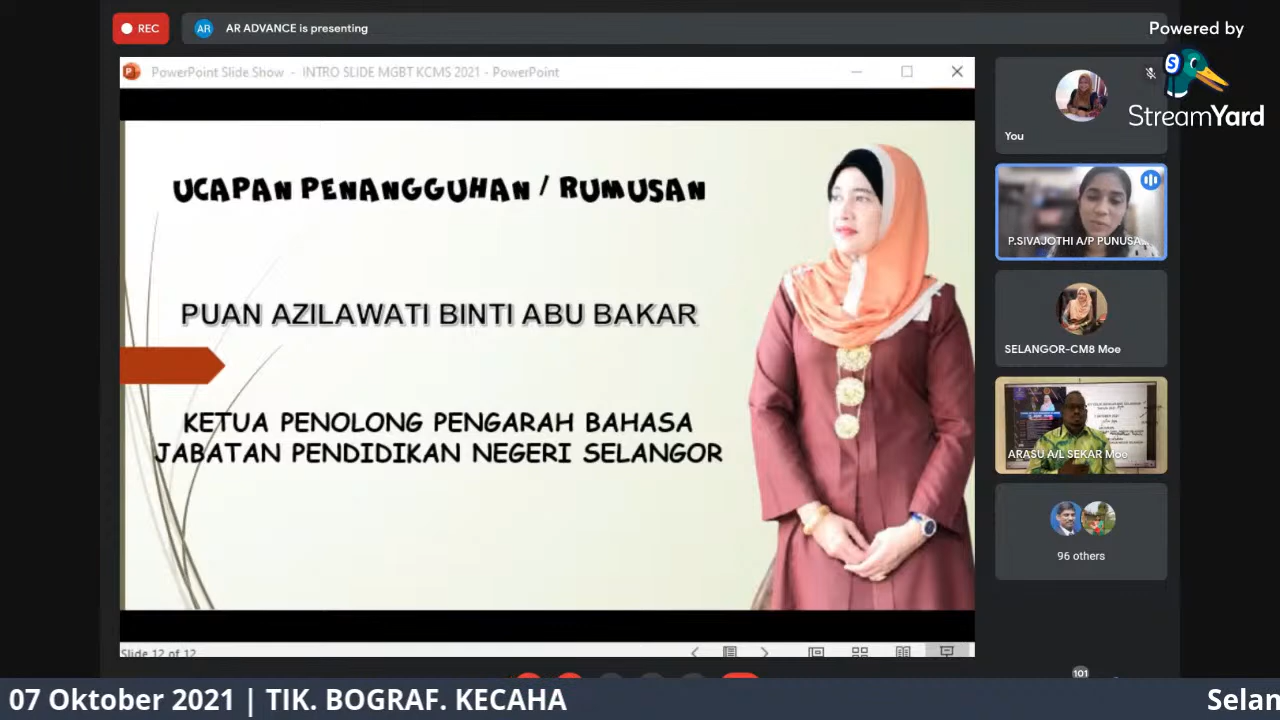 REC
AR
AR ADVANCE is presenting
Powered by
StreamYard
PowerPoint Slide Show - INTRO SLIDE MGBT KCMS 2021 - PowerPoint
UCAPAN PENANGGUHAN / RUMUSAN
PUAN AZILAWATI BINTI ABU BAKAR
KETUA PENOLONG PENGARAH BAHASA
JABATAN PENDIDIKAN NEGERI SELANGOR
Slide 12 of 12
You
P.SIVAJOTHI A/P PUNUSA...
SELANGOR-CM8 Moe
ARASU A/L SEKAR Moe
96 others
101
07 Oktober 2021 | TIK. BOGRAF. KECAHA
Selan